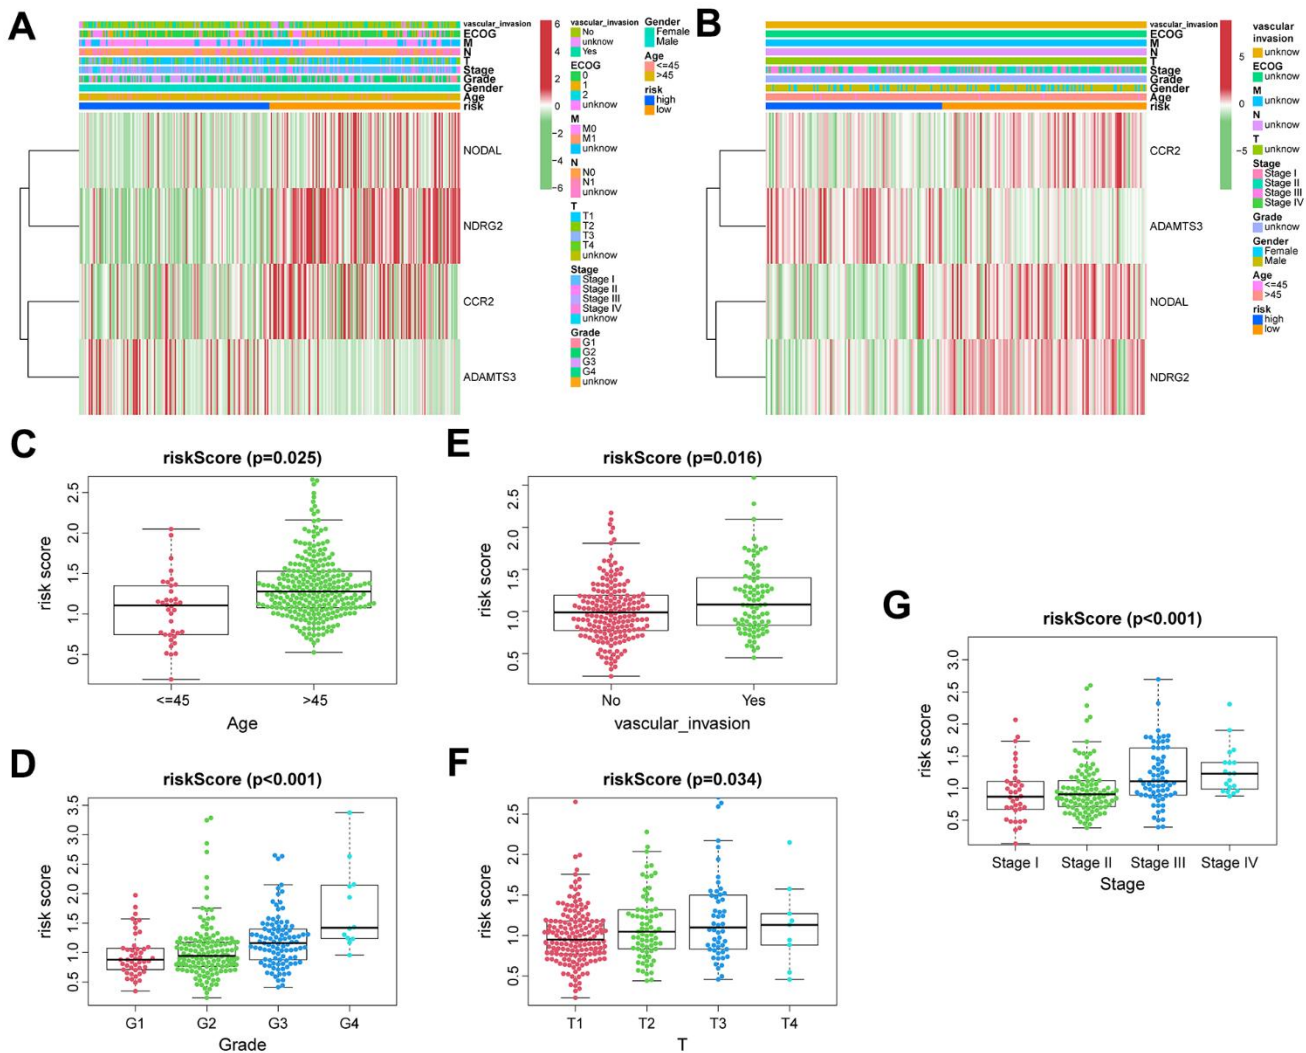 A
vascular_invasion
ECOG
M
N
T
Stage
Grade
Gender
Age
risk
NODAL
NDRG2
CCR2
ADAMTS3
6
4
2
0
−2
−4
−6
vascular_invasion
No
unknow
Yes
ECOG
0
1
2
unknow
M
M0
M1
unknow
N
N0
N1
unknow
T
T1
T2
T3
T4
unknow
Stage
Stage I
Stage II
Stage III
Stage IV
unknow
Grade
G1
G2
G3
G4
unknow
Gender
Female
Male
Age
<=45
>45
risk
high
low
B
vascular_invasion
ECOG
M
N
T
Stage
Grade
Gender
Age
risk
CCR2
ADAMTS3
NODAL
NDRG2
5
0
−5
vascular
invasion
unknow
ECOG
unknow
M
unknow
N
unknow
T
unknow
Stage
Stage I
Stage II
Stage III
Stage IV
Grade
unknow
Gender
Female
Male
Age
<=45
>45
risk
high
low
C
riskScore (p=0.025)
risk score
2.5
2.0
1.5
1.0
0.5
<=45
>45
Age
E
riskScore (p=0.016)
risk score
2.5
2.0
1.5
1.0
0.5
No
Yes
vascular_invasion
D
riskScore (p<0.001)
risk score
3.5
3.0
2.5
2.0
1.5
1.0
0.5
G1
G2
G3
G4
Grade
F
riskScore (p=0.034)
risk score
2.5
2.0
1.5
1.0
0.5
T1
T2
T3
T4
T
G
riskScore (p<0.001)
risk score
3.0
2.5
2.0
1.5
1.0
0.5
Stage I
Stage II
Stage III
Stage IV
Stage